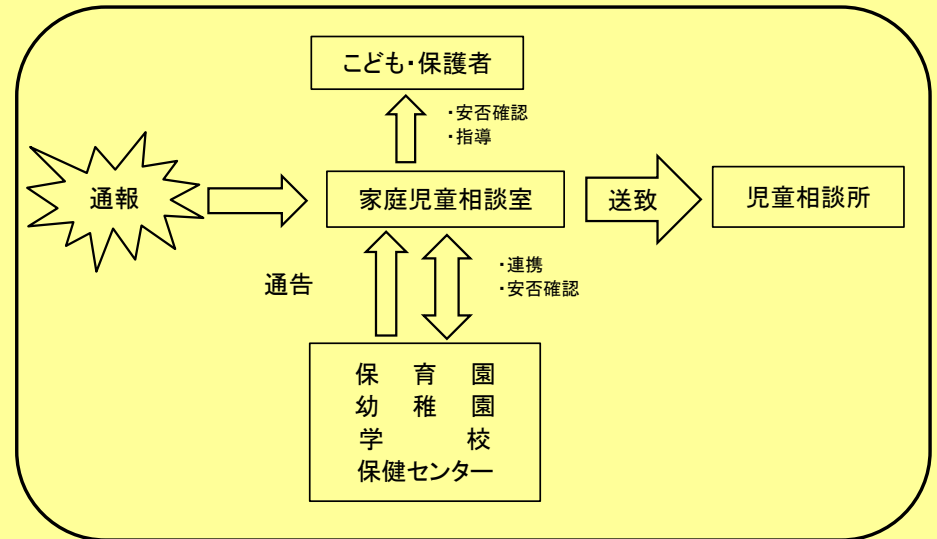 こども・保護者
・安否確認
・指導
通報
家庭児童相談室
送致
児童相談所
通告
・連携
・安否確認
保育園
幼稚園
学校
保健センター